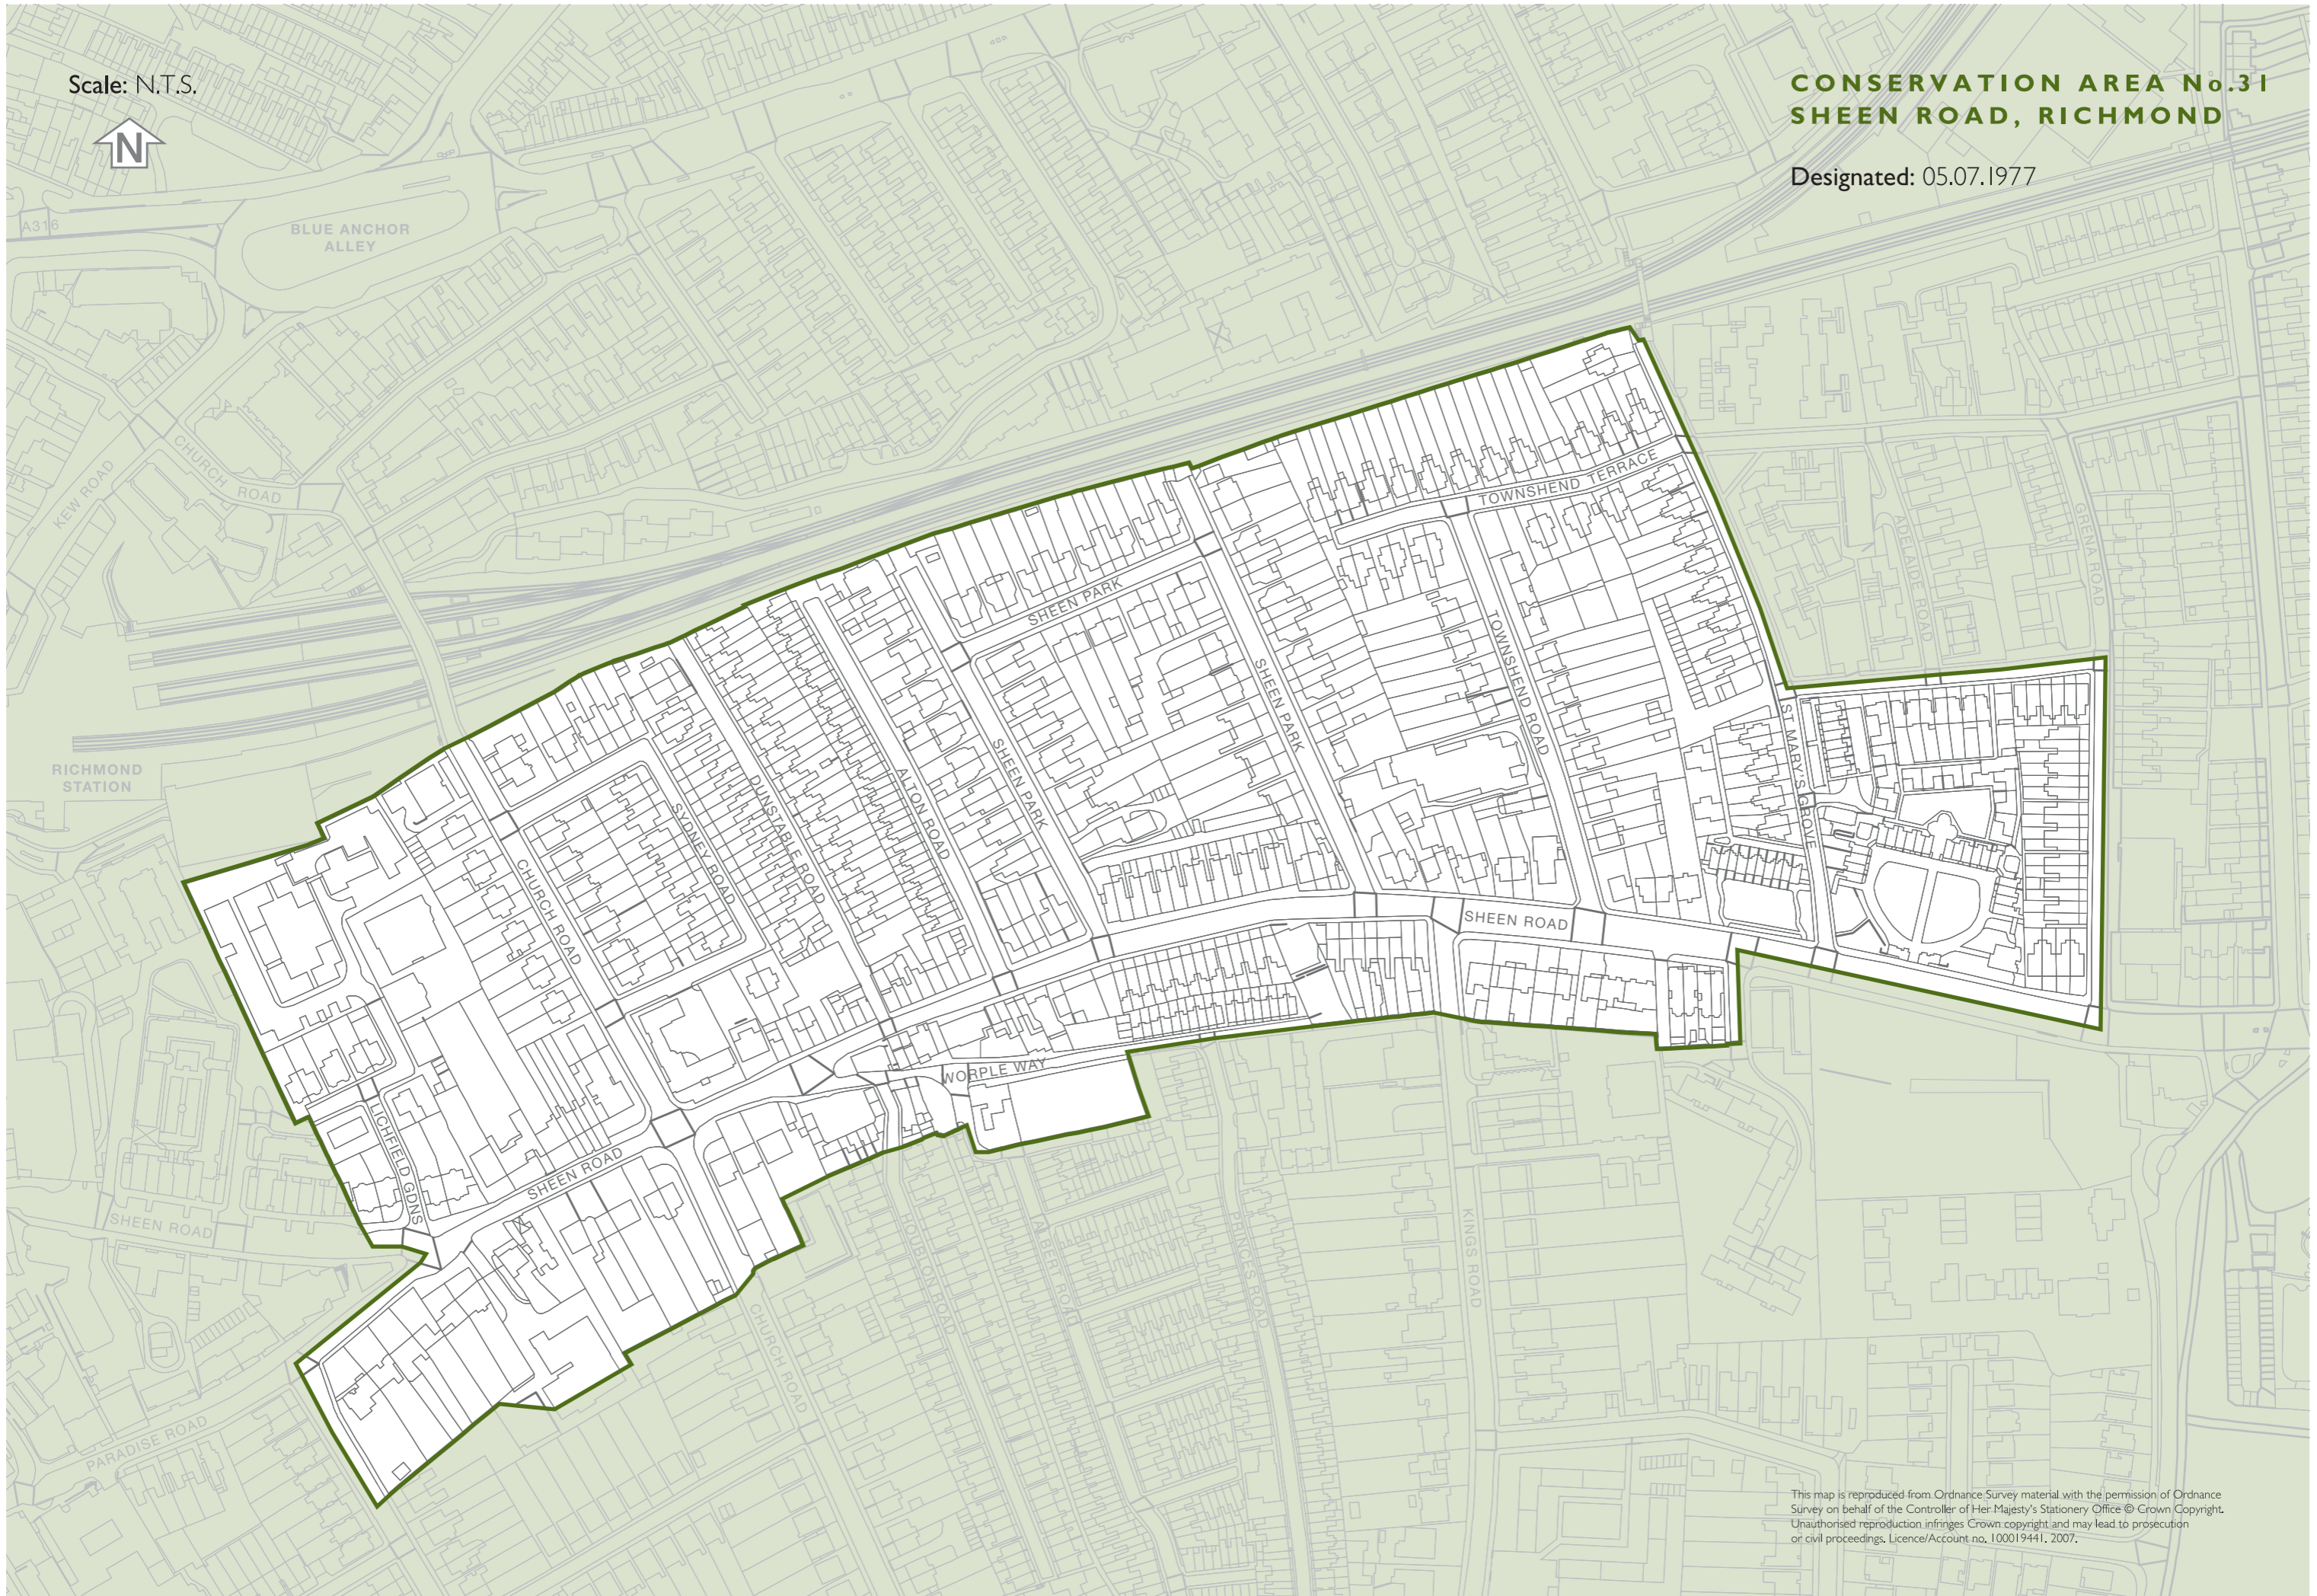 Scale: N.T.S.
N
CONSERVATION AREA No.31
SHEEN ROAD, RICHMOND
Designated: 05.07.1977
A316
BLUE ANCHOR
ALLEY
KEW ROAD
CHURCH ROAD
TOWNSHEND TERRACE
ADELAIDE ROAD
GRENA ROAD
SHEEN PARK
SHEEN PARK
TOWNSHEND ROAD
ST MARY'S GROVE
RICHMOND
STATION
SHEEN PARK
ALTON ROAD
DUNSTABLE ROAD
SYDNEY ROAD
CHURCH ROAD
SHEEN ROAD
WORPLE WAY
LICHFIELD GDNS
SHEEN ROAD
SHEEN ROAD
HOUBLON ROAD
ALBERT ROAD
PRINCES ROAD
KINGS ROAD
CHURCH ROAD
PARADISE ROAD
This map is reproduced from Ordnance Survey material with the permission of Ordnance
Survey on behalf of the Controller of Her Majesty's Stationery Office © Crown Copyright.
Unauthorised reproduction infringes Crown copyright and may lead to prosecution
or civil proceedings. Licence/Account no. 100019441. 2007.